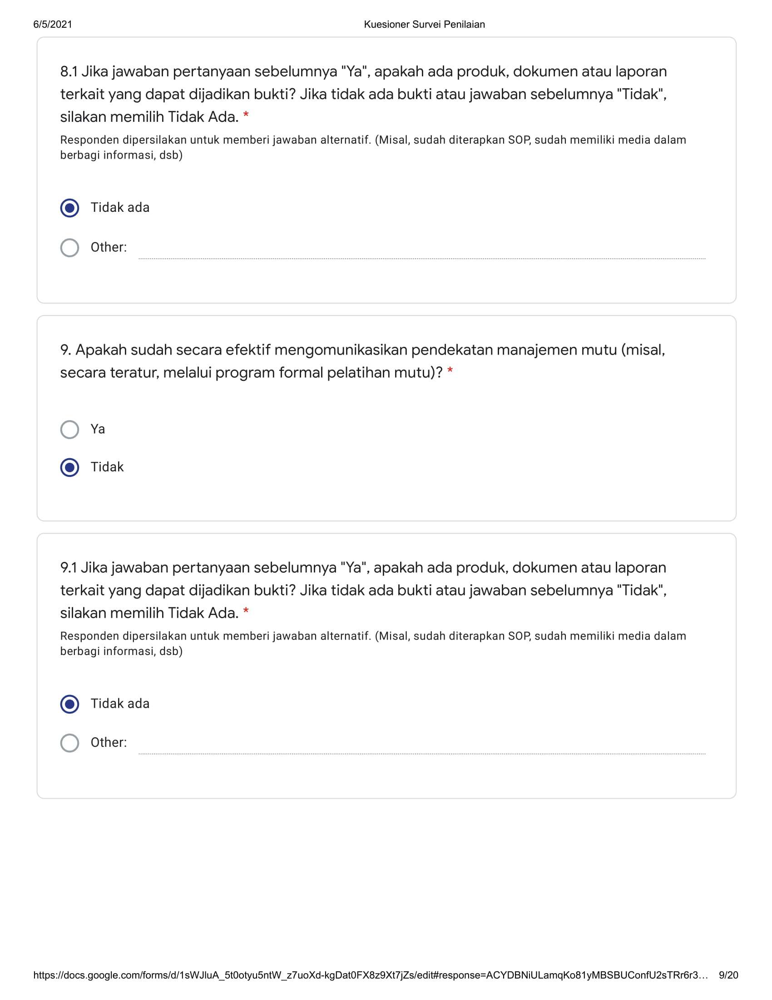 6/5/2021 Kuesioner Survei Penilaian
8.1 Jika jawaban pertanyaan sebelumnya "Ya", apakah ada produk, dokumen atau laporan
terkait yang dapat dijadikan bukti? Jika tidak ada bukti atau jawaban sebelumnya "Tidak",
silakan memilih Tidak Ada. *
Responden dipersilakan untuk memberi jawaban alternatif. (Misal, sudah diterapkan SOP, sudah memiliki media dalam
berbagi informasi, dsb)
Tidak ada
Other:
9. Apakah sudah secara efektif mengomunikasikan pendekatan manajemen mutu (misal,
secara teratur, melalui program formal pelatihan mutu)? *
Ya
Tidak
9.1 Jika jawaban pertanyaan sebelumnya "Ya", apakah ada produk, dokumen atau laporan
terkait yang dapat dijadikan bukti? Jika tidak ada bukti atau jawaban sebelumnya "Tidak",
silakan memilih Tidak Ada. *
Responden dipersilakan untuk memberi jawaban alternatif. (Misal, sudah diterapkan SOP, sudah memiliki media dalam
berbagi informasi, dsb)
Tidak ada
Other:
https://docs.google.com/forms/d/1sWJIuA_5t0otyu5ntW_z7uoXd-kgDat0FX8z9Xt7jZs/edit#response=ACYDBNiULamqKo81yMBSBUConfU2sTRr6r3… 9/20